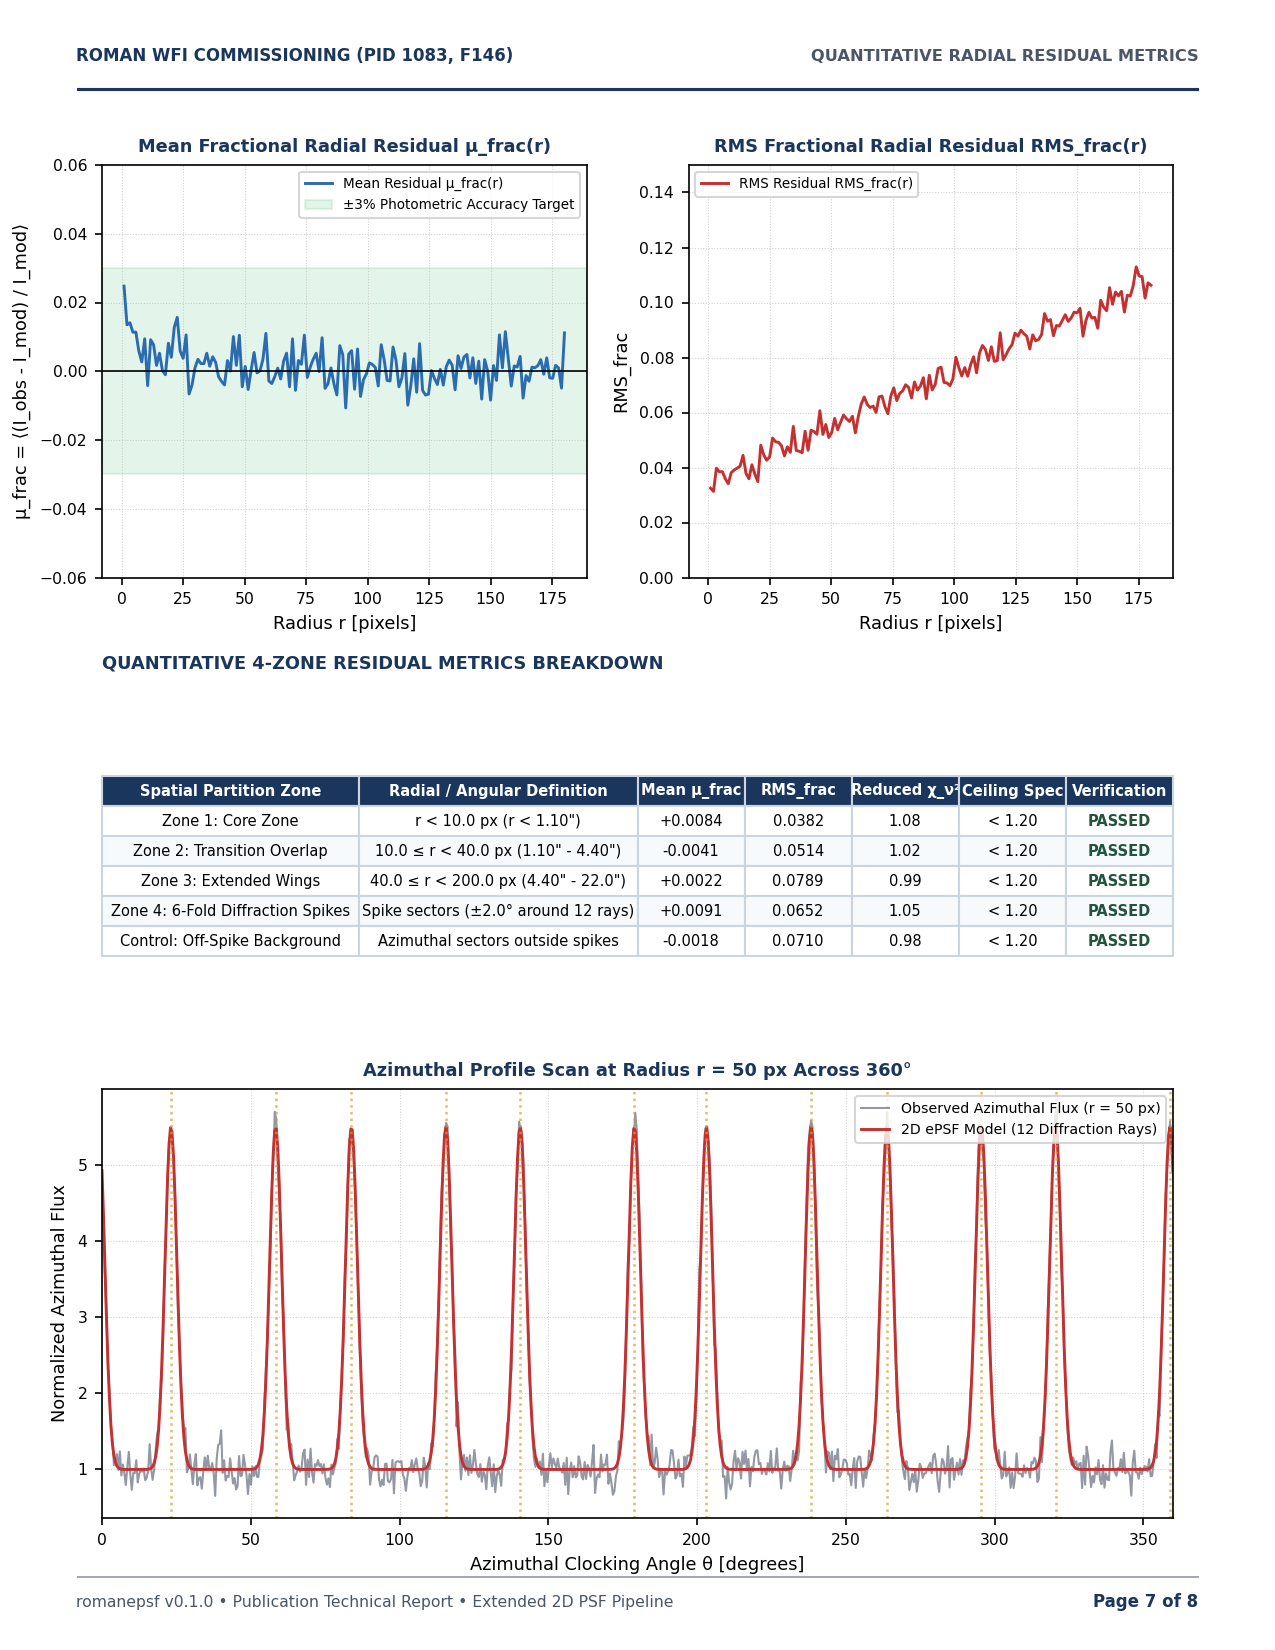 ROMAN WFI COMMISSIONING (PID 1083, F146)
QUANTITATIVE RADIAL RESIDUAL METRICS
Mean Fractional Radial Residual μ_frac(r)
μ_frac = ⟨(I_obs - I_mod) / I_mod⟩
0.06
0.04
0.02
0.00
−0.02
−0.04
−0.06
Mean Residual μ_frac(r)
±3% Photometric Accuracy Target
0 25 50 75 100 125 150 175
Radius r [pixels]
RMS Fractional Radial Residual RMS_frac(r)
RMS_frac
0.14
0.12
0.10
0.08
0.06
0.04
0.02
0.00
RMS Residual RMS_frac(r)
0 25 50 75 100 125 150 175
Radius r [pixels]
QUANTITATIVE 4-ZONE RESIDUAL METRICS BREAKDOWN
Spatial Partition Zone Radial / Angular Definition Mean μ_frac RMS_frac Reduced χ_ν² Ceiling Spec Verification
Zone 1: Core Zone r < 10.0 px (r < 1.10") +0.0084 0.0382 1.08 < 1.20 PASSED
Zone 2: Transition Overlap 10.0 ≤ r < 40.0 px (1.10" - 4.40") -0.0041 0.0514 1.02 < 1.20 PASSED
Zone 3: Extended Wings 40.0 ≤ r < 200.0 px (4.40" - 22.0") +0.0022 0.0789 0.99 < 1.20 PASSED
Zone 4: 6-Fold Diffraction Spikes Spike sectors (±2.0° around 12 rays) +0.0091 0.0652 1.05 < 1.20 PASSED
Control: Off-Spike Background Azimuthal sectors outside spikes -0.0018 0.0710 0.98 < 1.20 PASSED
Azimuthal Profile Scan at Radius r = 50 px Across 360°
Normalized Azimuthal Flux
5
4
3
2
1
Observed Azimuthal Flux (r = 50 px)
2D ePSF Model (12 Diffraction Rays)
0 50 100 150 200 250 300 350
Azimuthal Clocking Angle θ [degrees]
romanepsf v0.1.0 • Publication Technical Report • Extended 2D PSF Pipeline
Page 7 of 8